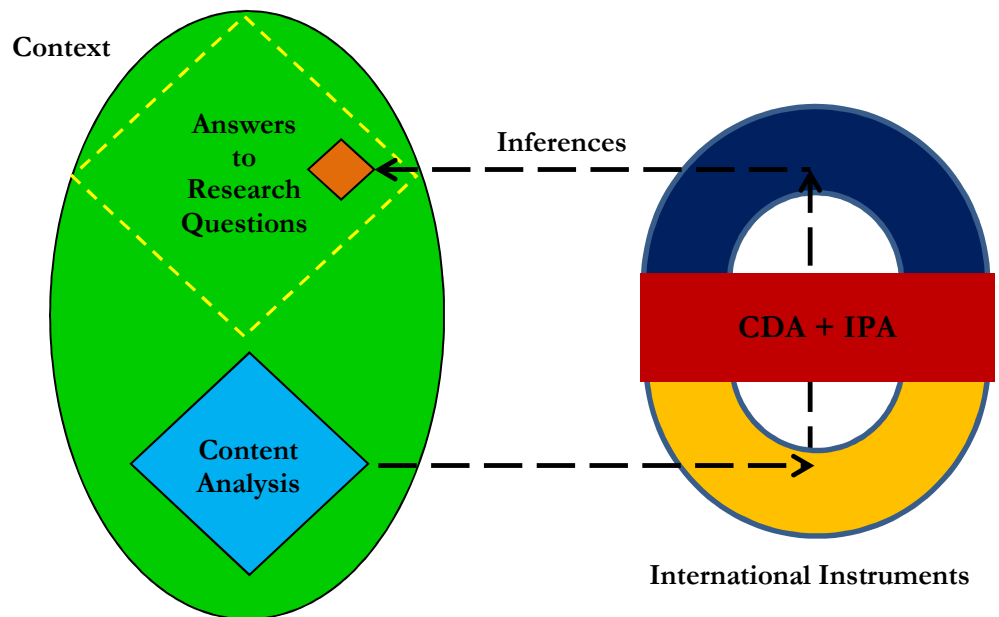 Context
Answers
to
Research
Questions
Inferences
CDA + IPA
Content
Analysis
International Instruments